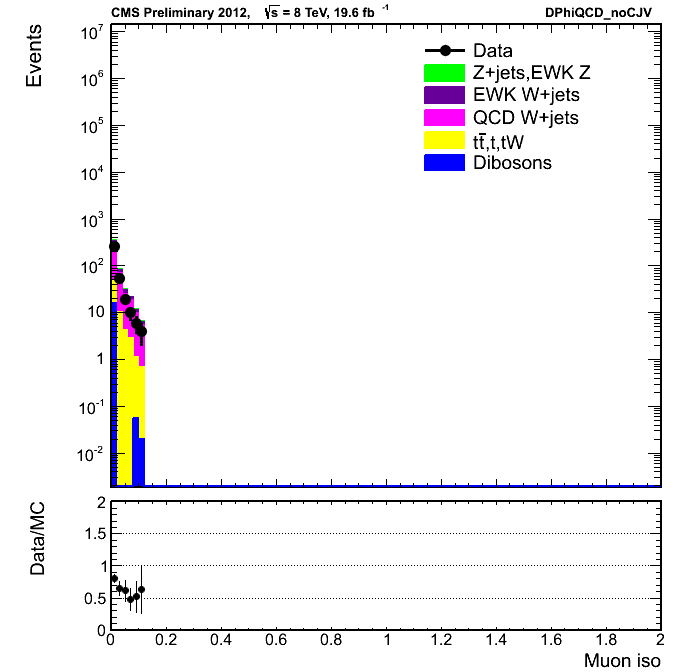 CMS Preliminary 2012, √s = 8 TeV, 19.6 fb⁻¹ DPhiQCD_noCJV
Events
10⁷
10⁶
10⁵
10⁴
10³
10²
10
1
10⁻¹
10⁻²
Data
Z+jets,EWK Z
EWK W+jets
QCD W+jets
tt̄,t,tW
Dibosons
Data/MC
2
1.5
1
0.5
0
0 0.2 0.4 0.6 0.8 1 1.2 1.4 1.6 1.8 2
Muon iso